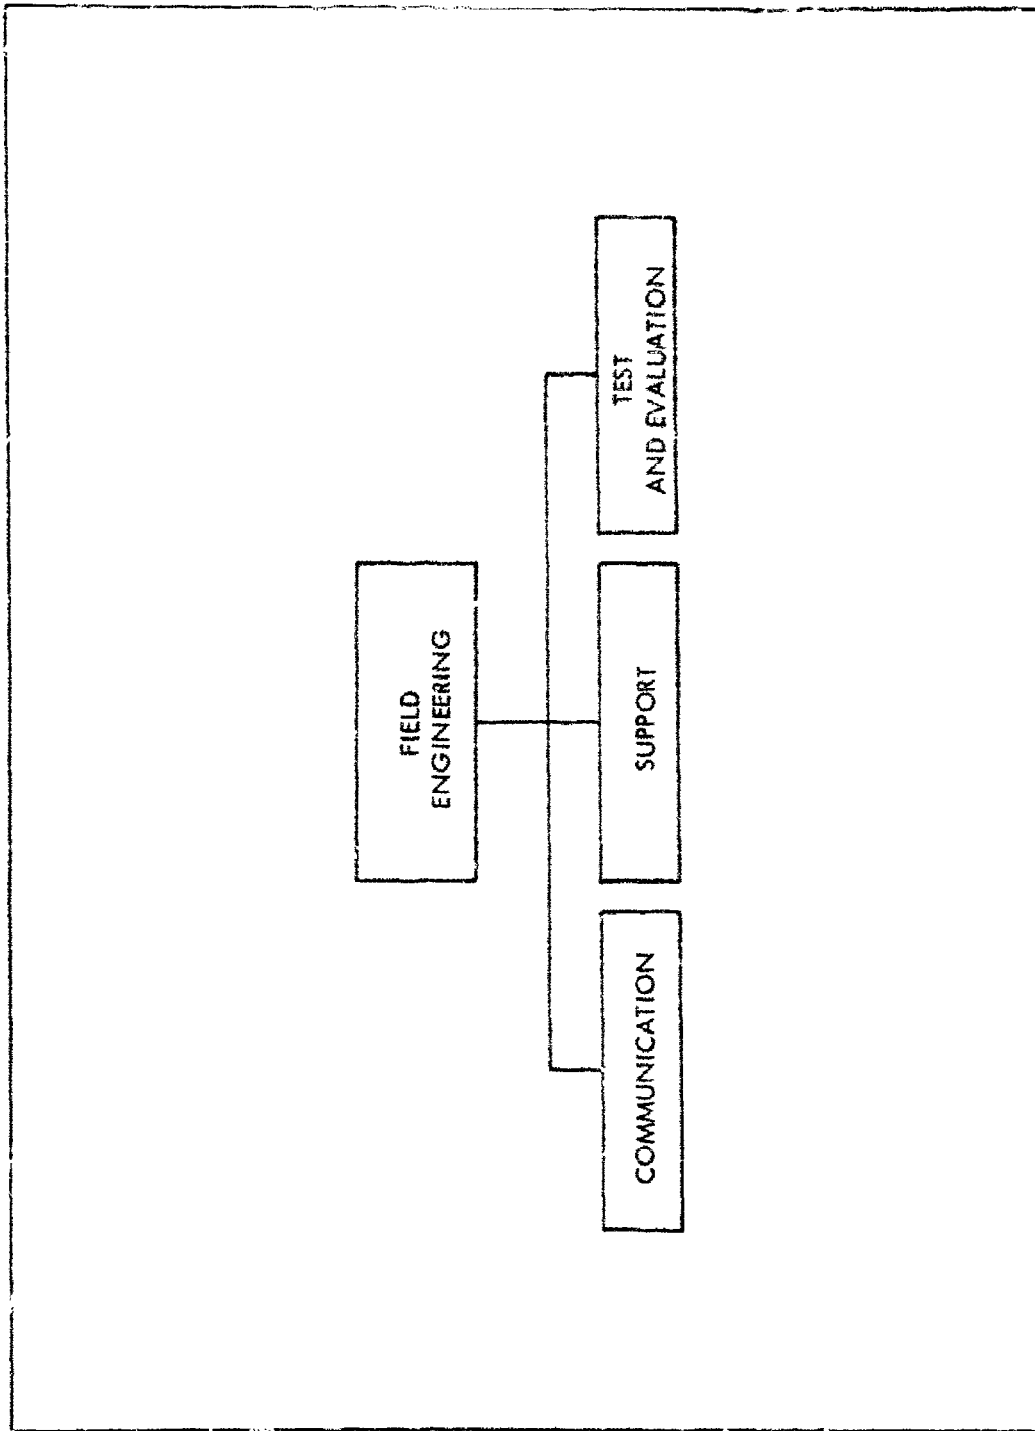 FIELD
ENGINEERING
COMMUNICATION
SUPPORT
TEST
AND EVALUATION